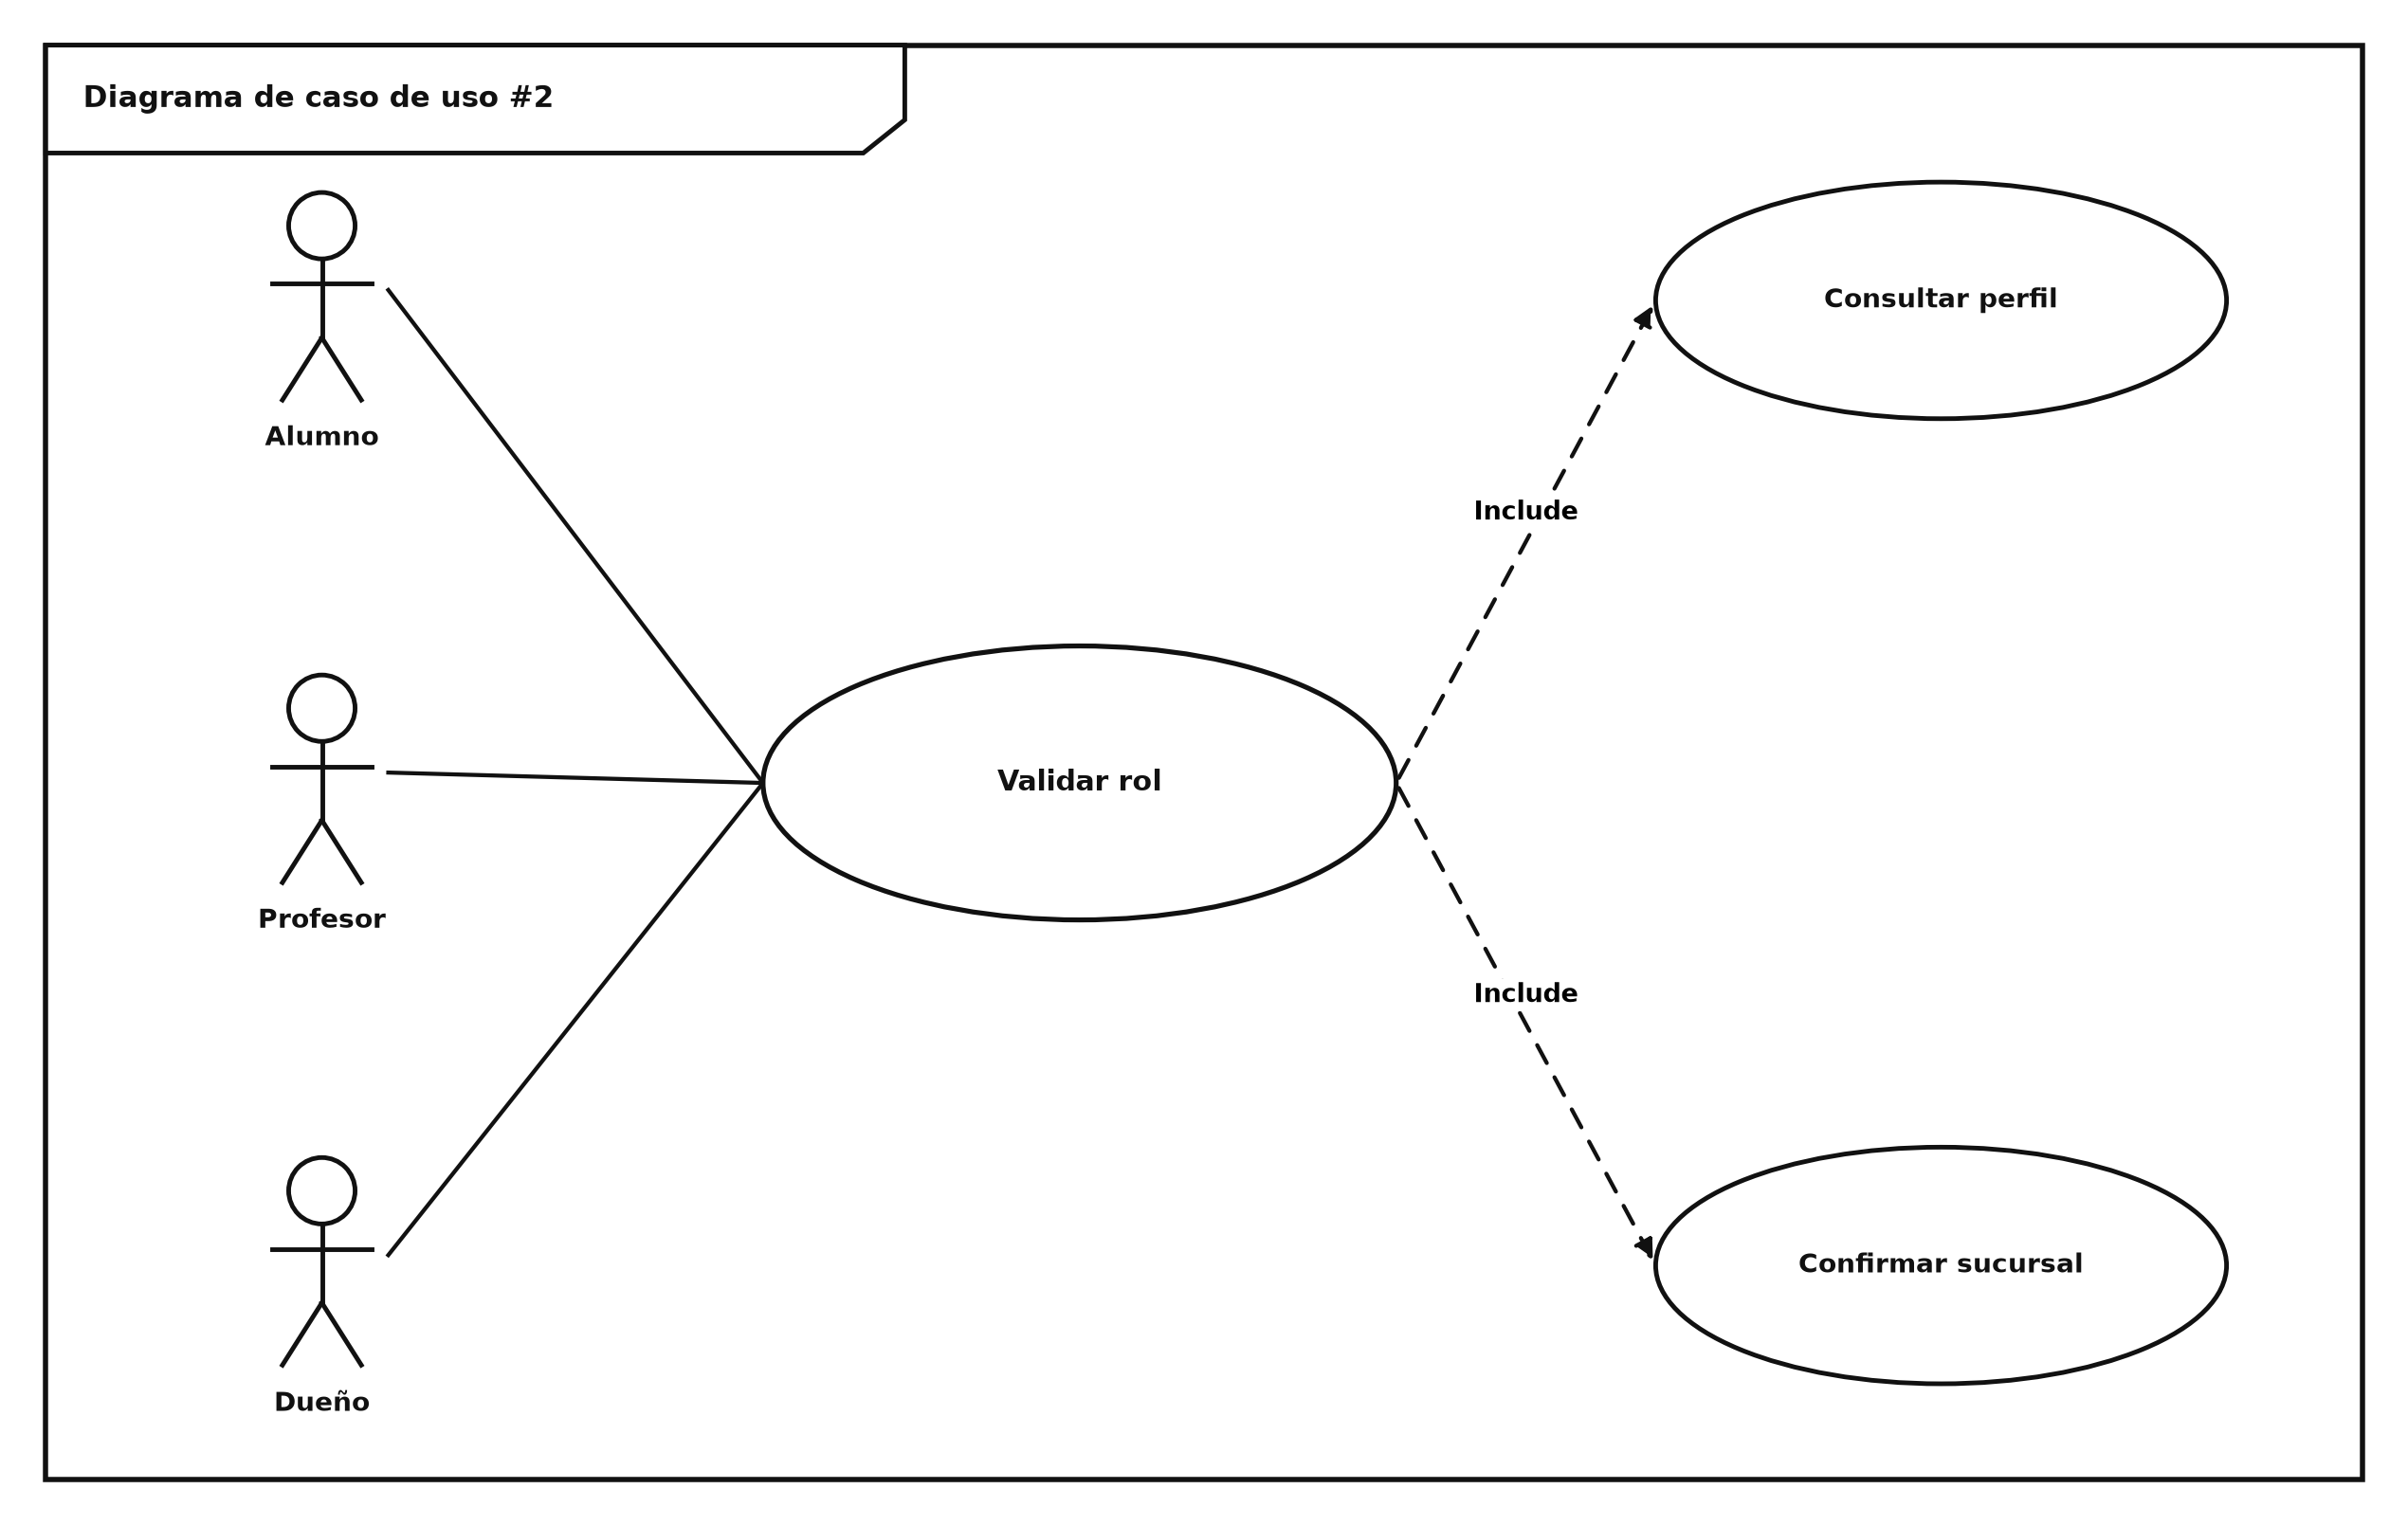 Diagrama de caso de uso #2
Alumno
Consultar perfil
Include
Validar rol
Profesor
Include
Confirmar sucursal
Dueño